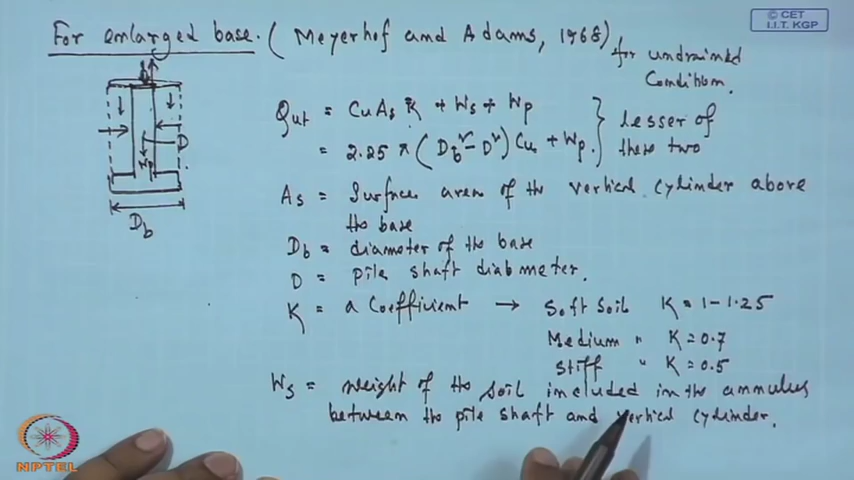 © CET
I.I.T. KGP
For enlarged base. (Meyerhof and Adams, 1968)
for undrained
Condition.
Qut = CuAs K + Ws + Wp
= 2.25 π (Db² - D²) Cu + Wp.
lesser of
these two
D
Wp
Db
As = Surface area of the vertical cylinder above
the base
Db = diameter of the base
D = pile shaft diabmeter.
K = a Coefficient → Soft Soil K = 1-1.25
Medium " K = 0.7
Stiff " K = 0.5
Ws = weight of the soil included in the annulus
between the pile shaft and vertical cylinder.
NPTEL